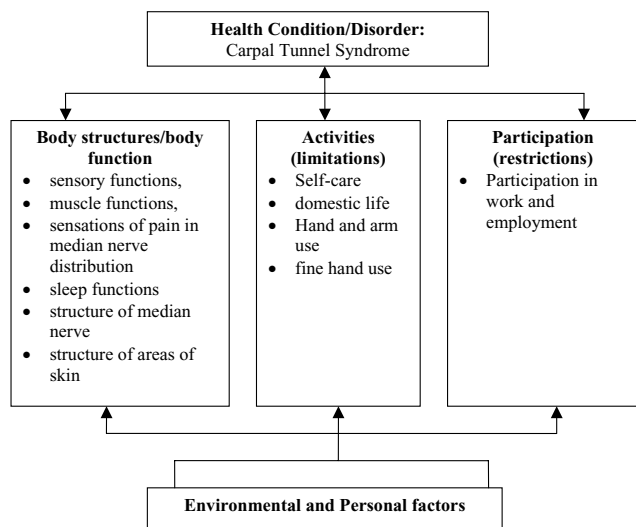 Health Condition/Disorder:
Carpal Tunnel Syndrome
Body structures/body
function
• sensory functions,
• muscle functions,
• sensations of pain in
median nerve
distribution
• sleep functions
• structure of median
nerve
• structure of areas of
skin
Activities
(limitations)
• Self-care
• domestic life
• Hand and arm
use
• fine hand use
Participation
(restrictions)
• Participation in
work and
employment
Environmental and Personal factors